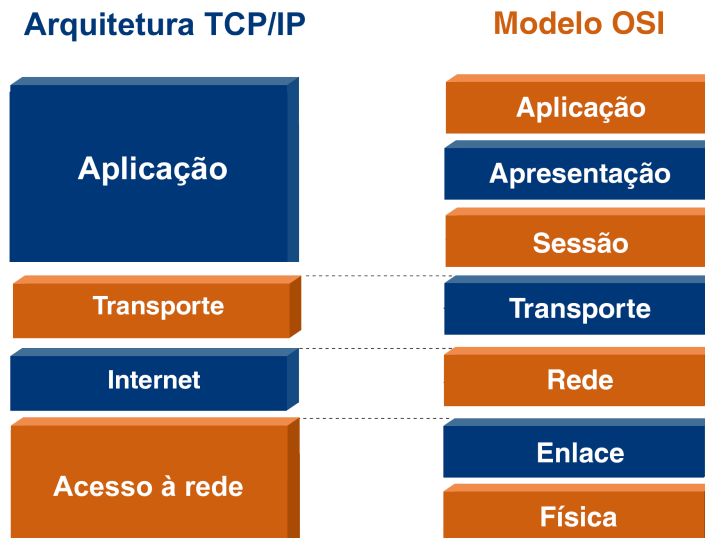 Arquitetura TCP/IP
Aplicação
Transporte
Internet
Acesso à rede
Modelo OSI
Aplicação
Apresentação
Sessão
Transporte
Rede
Enlace
Física